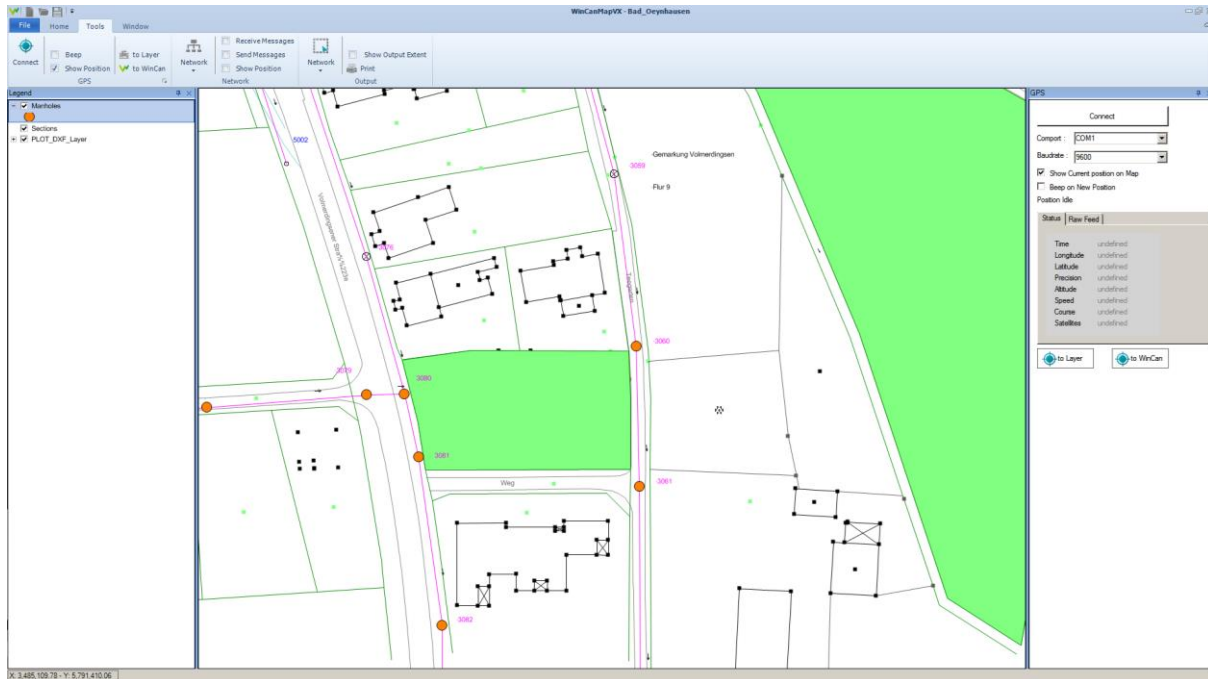 WinCanMapVX - Bad_Oeynhausen
File Home Tools Window
Connect
Beep
Show Position
to Layer
to WinCan
GPS
Network
Receive Messages
Send Messages
Show Position
Network
Network
Show Output Extent
Print
Output
Legend
Manholes
Sections
PLOT_DXF_Layer
5002
3059
Gemarkung Volmerdingsen
Flur 9
3076
3060
3079
3080
3081
3061
Weg
3082
GPS
Connect
Comport : COM1
Baudrate : 9600
Show Current position on Map
Beep on New Position
Position Idle
Status Raw Feed
Time undefined
Longitude undefined
Latitude undefined
Precision undefined
Altitude undefined
Speed undefined
Course undefined
Satellites undefined
to Layer to WinCan
X: 3.485.109.78 - Y: 5.791.410.06